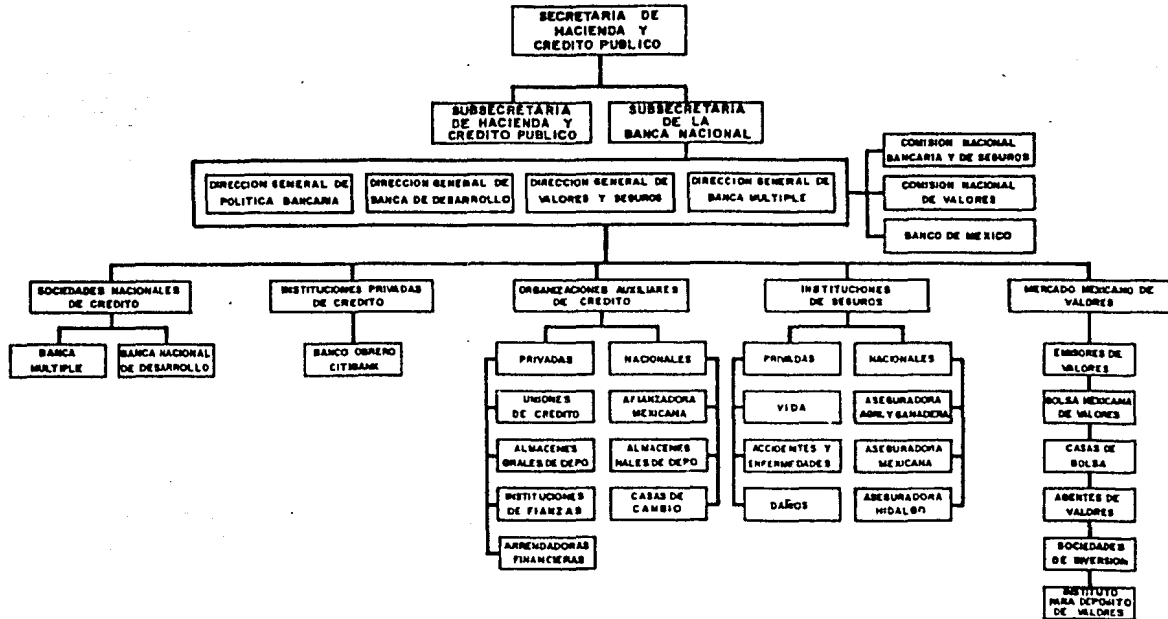 SECRETARIA DE
HACIENDA Y
CREDITO PUBLICO
SUBSECRETARIA
DE HACIENDA Y
CREDITO PUBLICO
SUBSECRETARIA
DE LA
BANCA NACIONAL
COMISION NACIONAL
BANCARIA Y DE SEGUROS
COMISION NACIONAL
DE VALORES
BANCO DE MEXICO
DIRECCION GENERAL DE
POLITICA BANCARIA
DIRECCION GENERAL DE
BANCA DE DESARROLLO
DIRECCION GENERAL DE
VALORES Y SEGUROS
DIRECCION GENERAL DE
BANCA MULTIPLE
SOCIEDADES NACIONALES
DE CREDITO
INSTITUCIONES PRIVADAS
DE CREDITO
ORGANIZACIONES AUXILIARES
DE CREDITO
INSTITUCIONES
DE SEGUROS
MERCADO MEXICANO DE
VALORES
BANCA
MULTIPLE
BANCA NACIONAL
DE DESARROLLO
BANCO OBRERO
CITIBANK
PRIVADAS
UNIONES
DE CREDITO
ALMACENES
GRALES DE DEPO
INSTITUCIONES
DE FIANZAS
ARRENDADORAS
FINANCIERAS
NACIONALES
AFIANZADORA
MEXICANA
ALMACENES
NALES DE DEPO
CASAS DE
CAMBIO
PRIVADAS
VIDA
ACCIDENTES Y
ENFERMEDADES
DAÑOS
NACIONALES
ASEGURADORA
AGRIL Y GANADERA
ASEGURADORA
MEXICANA
ASEGURADORA
HIDALGO
EMISORES DE
VALORES
BOLSA MEXICANA
DE VALORES
CASAS DE
BOLSA
AGENTES DE
VALORES
SOCIEDADES
DE INVERSION
INSTITUTO
PARA DEPOSITO
DE VALORES